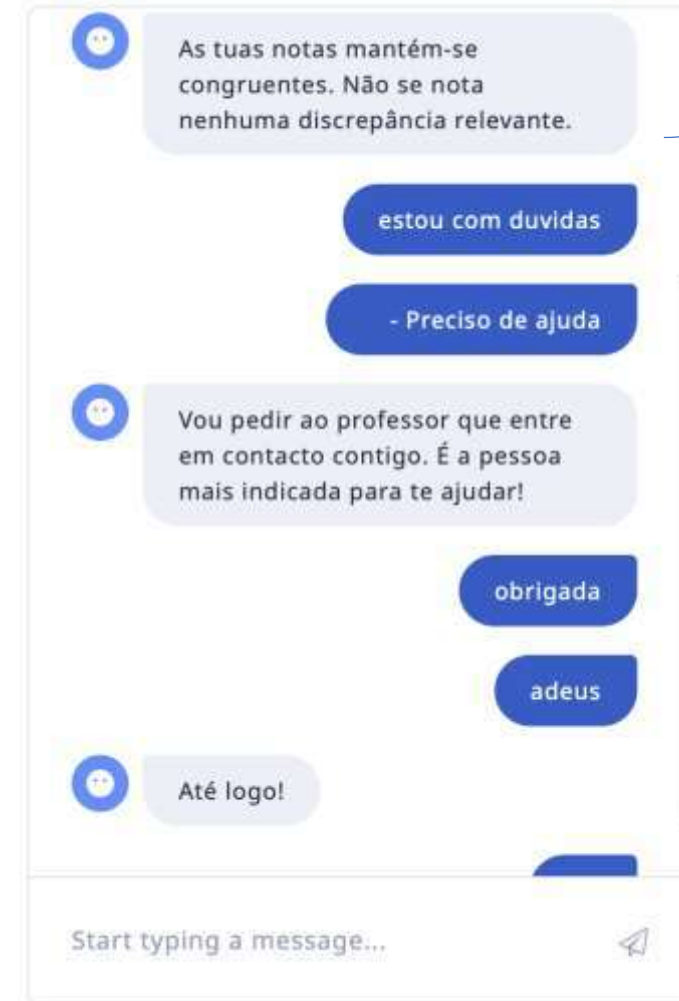 As tuas notas mantém-se
congruentes. Não se nota
nenhuma discrepância relevante.
estou com duvidas
- Preciso de ajuda
Vou pedir ao professor que entre
em contacto contigo. É a pessoa
mais indicada para te ajudar!
obrigada
adeus
Até logo!
Start typing a message...